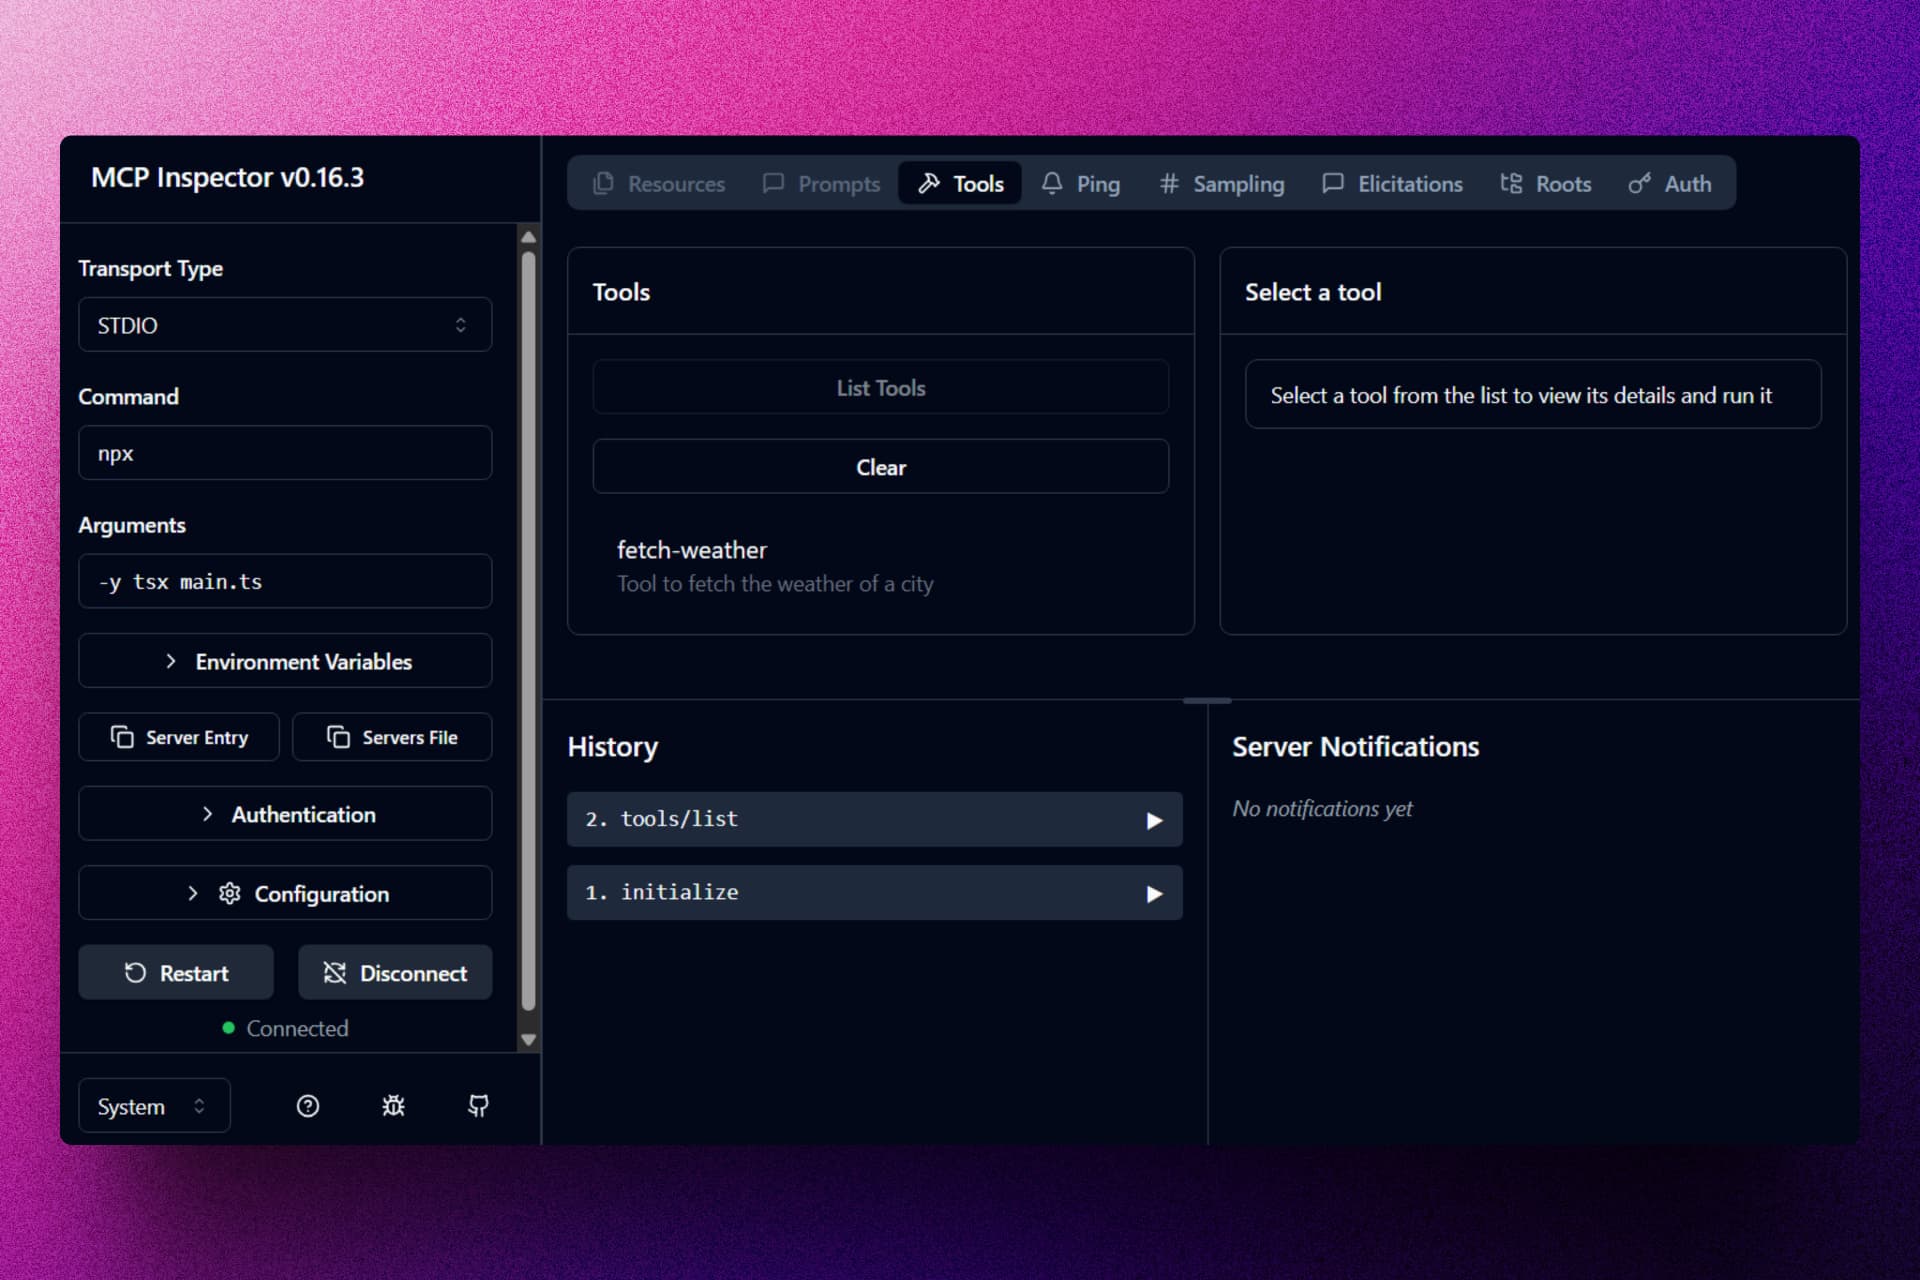 MCP Inspector v0.16.3
Transport Type
STDIO
Command
npx
Arguments
-y tsx main.ts
Environment Variables
Server Entry
Servers File
Authentication
Configuration
Restart
Disconnect
Connected
System
Resources
Prompts
Tools
Ping
Sampling
Elicitations
Roots
Auth
Tools
List Tools
Clear
fetch-weather
Tool to fetch the weather of a city
Select a tool
Select a tool from the list to view its details and run it
History
2. tools/list
1. initialize
Server Notifications
No notifications yet